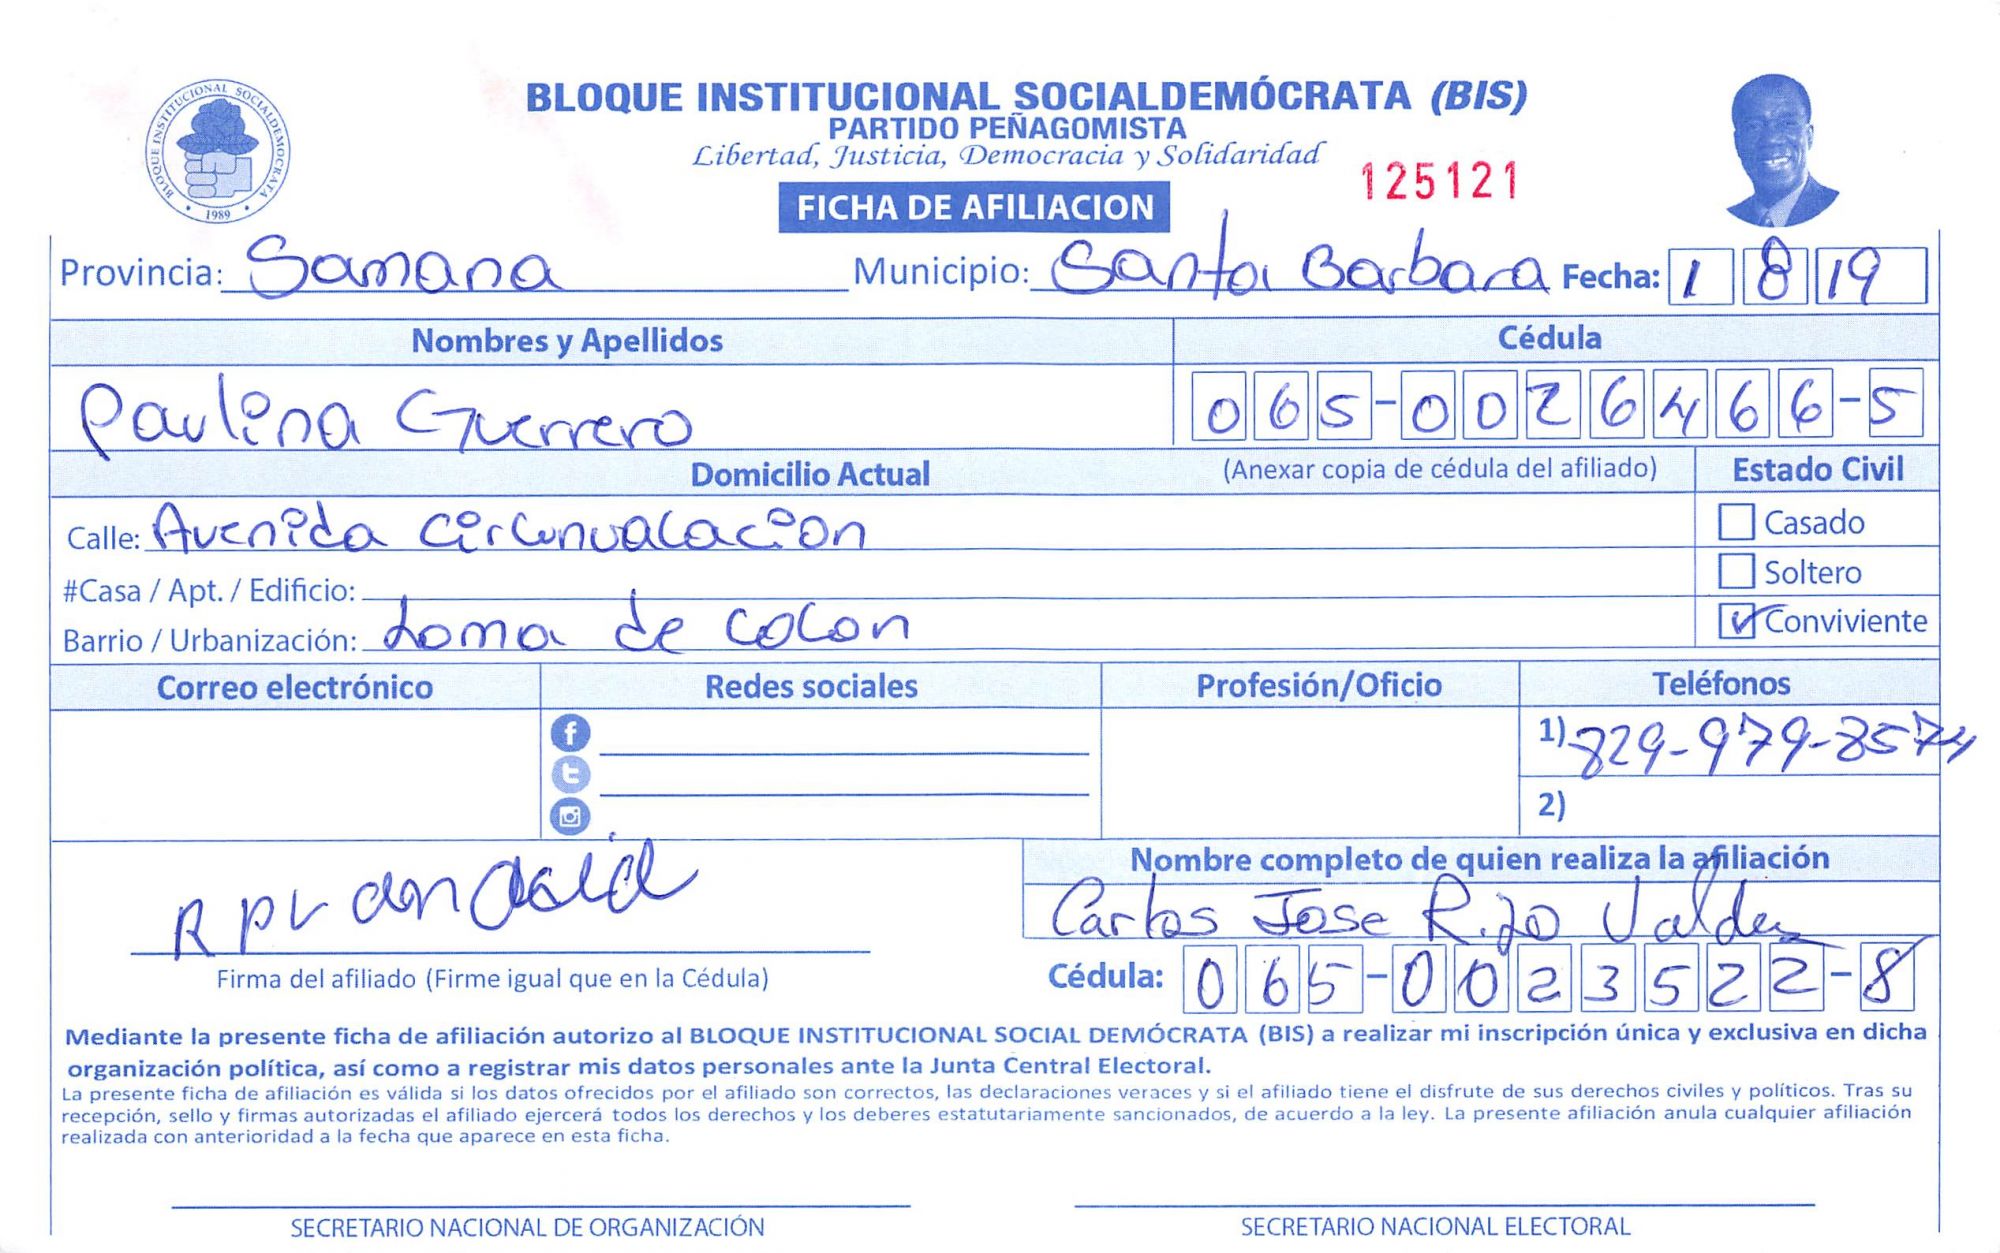 BLOQUE INSTITUCIONAL SOCIALDEMÓCRATA (BIS)
PARTIDO PEÑAGOMISTA
Libertad, Justicia, Democracia y Solidaridad
125121
BLOQUE INSTITUCIONAL SOCIALDEMOCRATA
1989
FICHA DE AFILIACION
Provincia: Samana Municipio: Santa Barbara Fecha: 1 8 19
Nombres y Apellidos Cédula
Paulina Guerrero 065-0026466-5
Domicilio Actual (Anexar copia de cédula del afiliado) Estado Civil
Calle: Avenida Circunvalacion Casado
#Casa / Apt. / Edificio: Soltero
Barrio / Urbanización: Loma de Colon Conviviente
Correo electrónico Redes sociales Profesión/Oficio Teléfonos
1) 829-979-8574
2)
Nombre completo de quien realiza la afiliación
Carlos Jose Rijo Valdez
Firma del afiliado (Firme igual que en la Cédula) Cédula: 065-0023522-8
Mediante la presente ficha de afiliación autorizo al BLOQUE INSTITUCIONAL SOCIAL DEMÓCRATA (BIS) a realizar mi inscripción única y exclusiva en dicha
organización política, así como a registrar mis datos personales ante la Junta Central Electoral.
La presente ficha de afiliación es válida si los datos ofrecidos por el afiliado son correctos, las declaraciones veraces y si el afiliado tiene el disfrute de sus derechos civiles y políticos. Tras su
recepción, sello y firmas autorizadas el afiliado ejercerá todos los derechos y los deberes estatutariamente sancionados, de acuerdo a la ley. La presente afiliación anula cualquier afiliación
realizada con anterioridad a la fecha que aparece en esta ficha.
SECRETARIO NACIONAL DE ORGANIZACIÓN SECRETARIO NACIONAL ELECTORAL